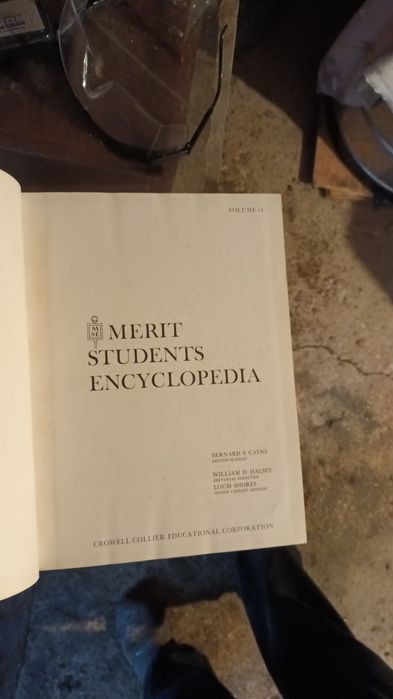 VOLUME 14
M
SE
MERIT
STUDENTS
ENCYCLOPEDIA
BERNARD S. CAYNE
EDITOR-IN-CHIEF
WILLIAM D. HALSEY
EDITORIAL DIRECTOR
LOUIS SHORES
SENIOR LIBRARY ADVISOR
CROWELL-COLLIER EDUCATIONAL CORPORATION